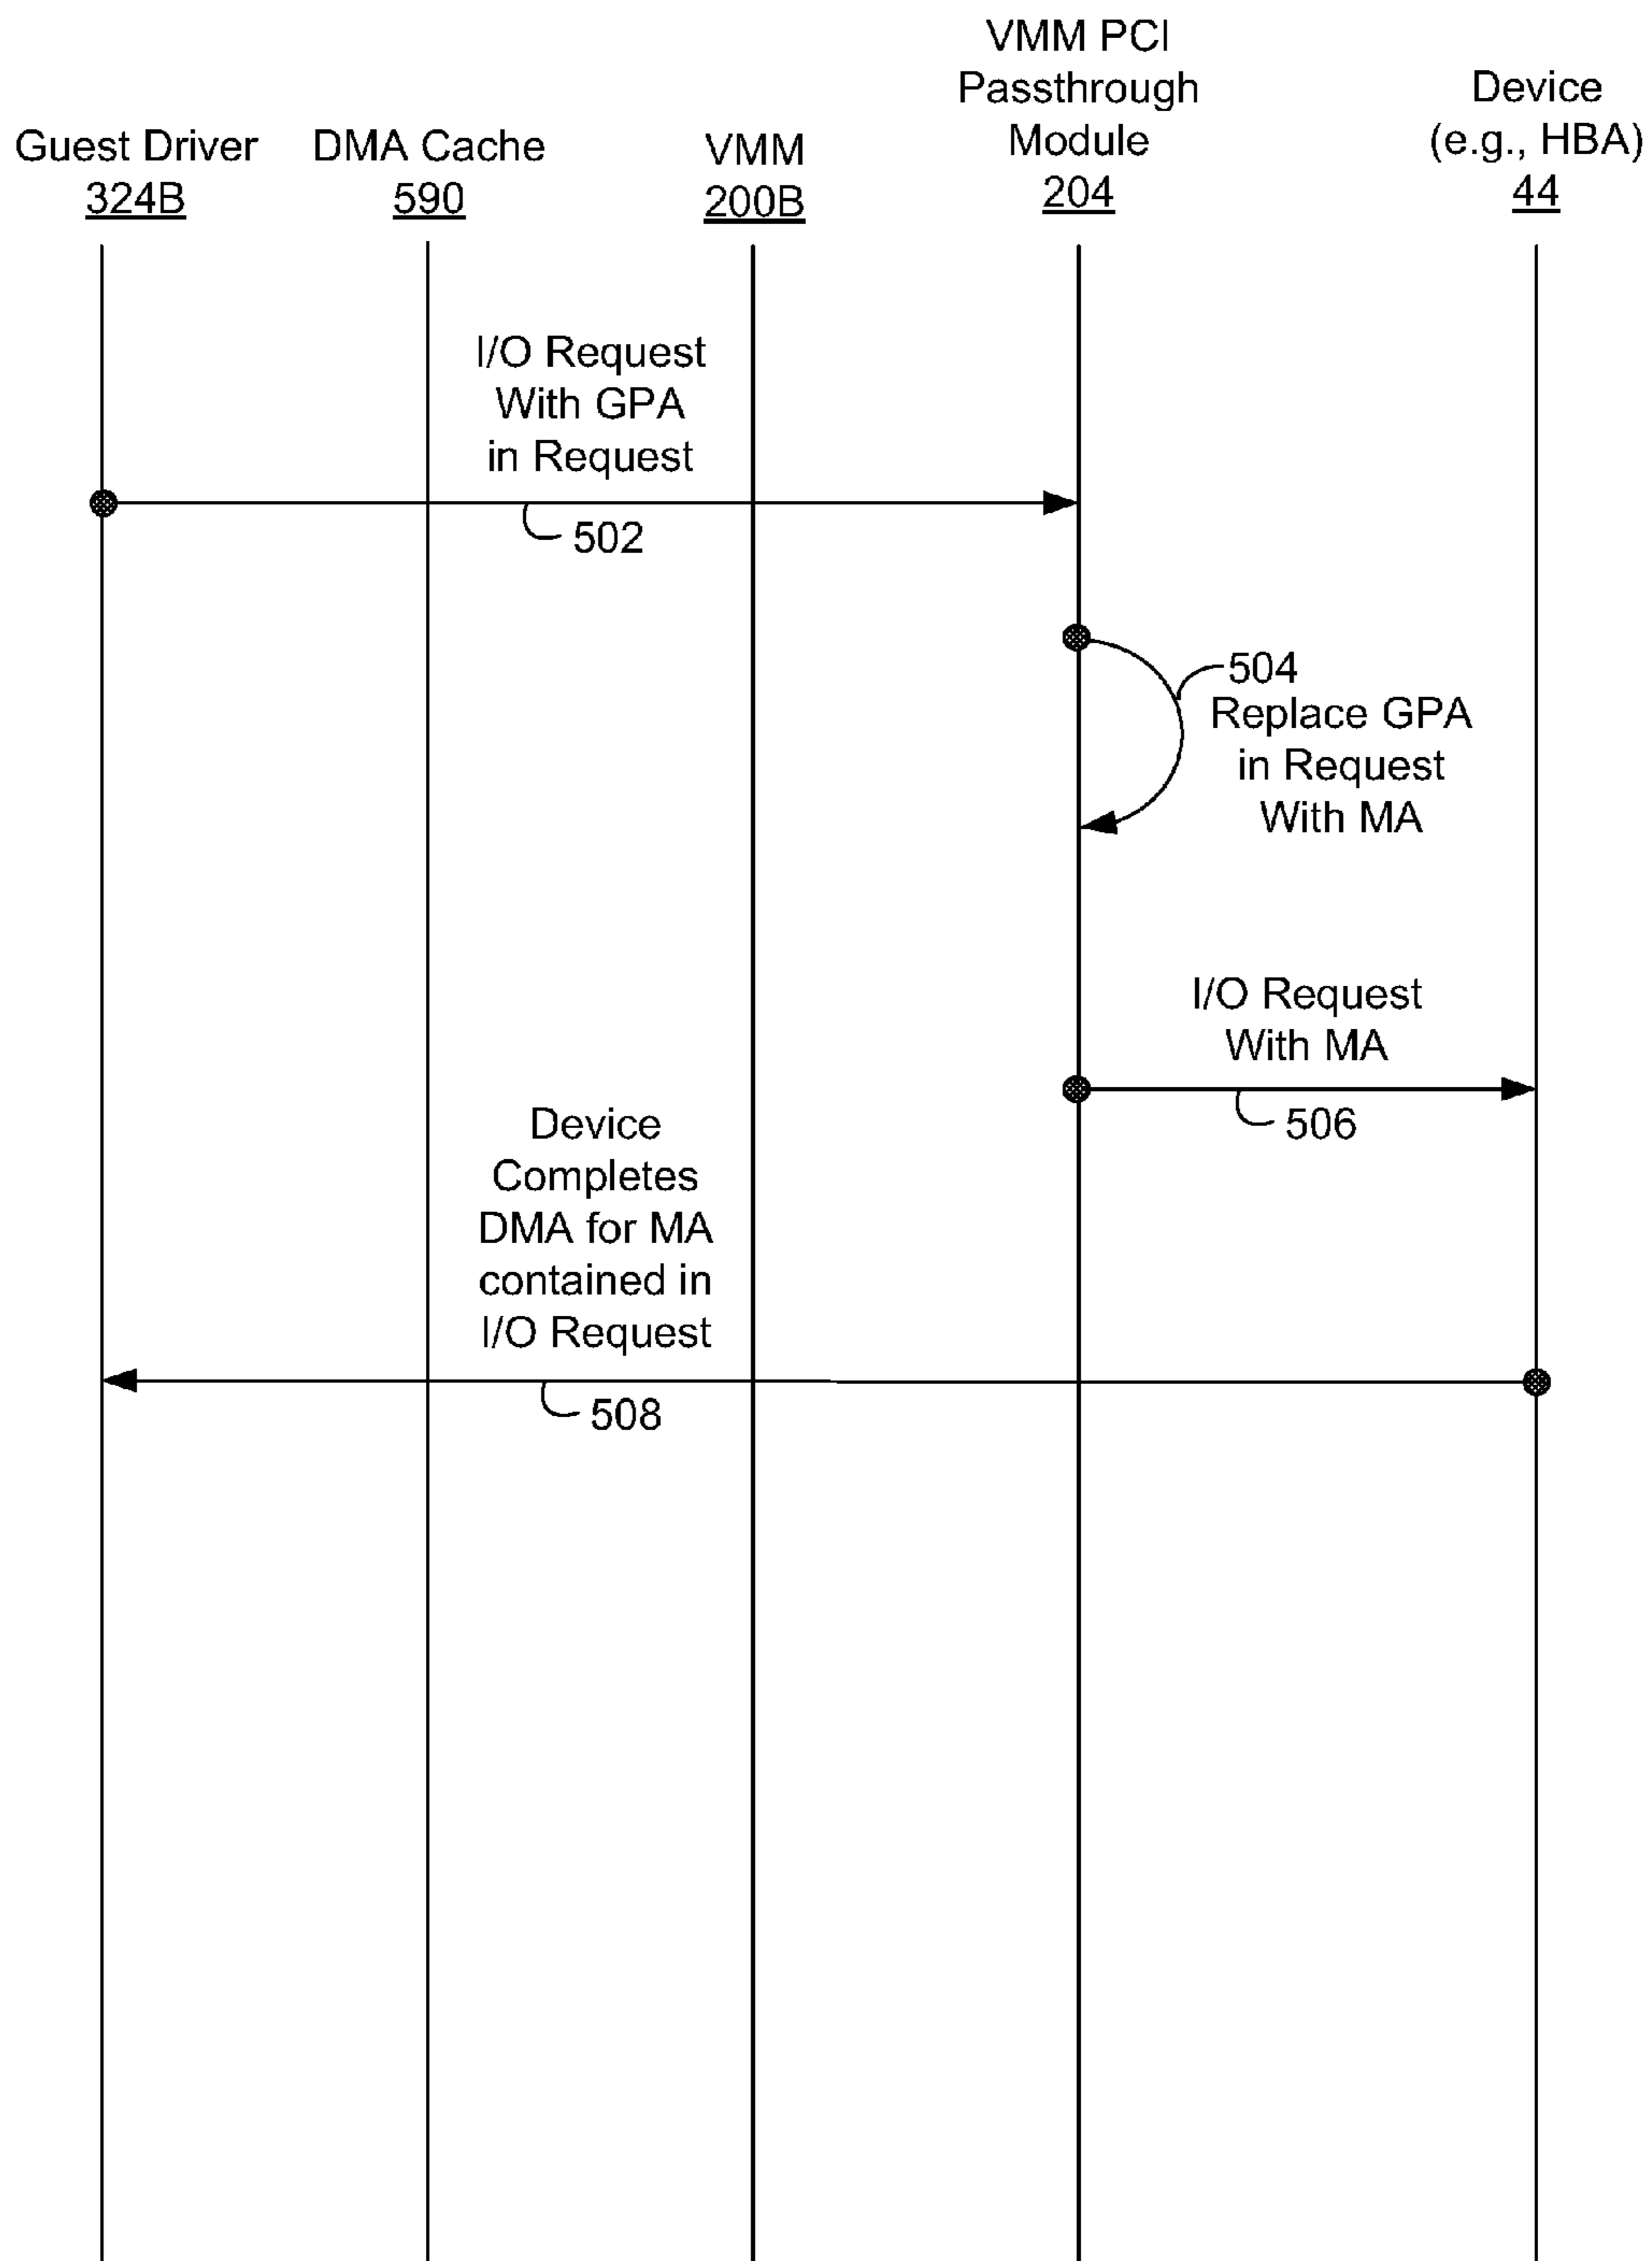 Guest Driver
324B
DMA Cache
590
VMM
200B
VMM PCI
Passthrough
Module
204
Device
(e.g., HBA)
44
I/O Request
With GPA
in Request
502
504
Replace GPA
in Request
With MA
I/O Request
With MA
506
Device
Completes
DMA for MA
contained in
I/O Request
508